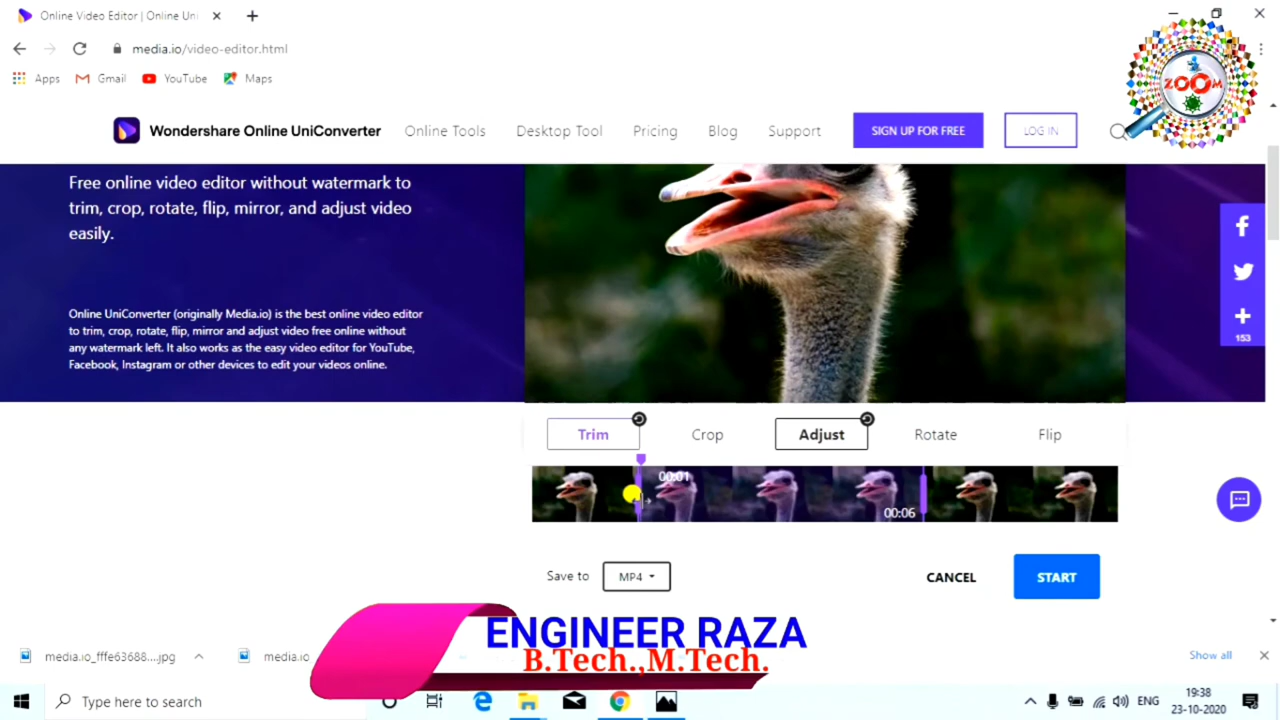 Online Video Editor | Online Uni
media.io/video-editor.html
Apps Gmail YouTube Maps
ZOOM
Wondershare Online UniConverter Online Tools Desktop Tool Pricing Blog Support SIGN UP FOR FREE LOG IN
Free online video editor without watermark to
trim, crop, rotate, flip, mirror, and adjust video
easily.
Online UniConverter (originally Media.io) is the best online video editor
to trim, crop, rotate, flip, mirror and adjust video free online without
any watermark left. It also works as the easy video editor for YouTube,
Facebook, Instagram or other devices to edit your videos online.
153
Trim Crop Adjust Rotate Flip
00:01
00:06
Save to MP4 CANCEL START
ENGINEER RAZA
B.Tech.,M.Tech.
media.io_fffe63688....jpg media.io Show all
Type here to search ENG 19:38
23-10-2020